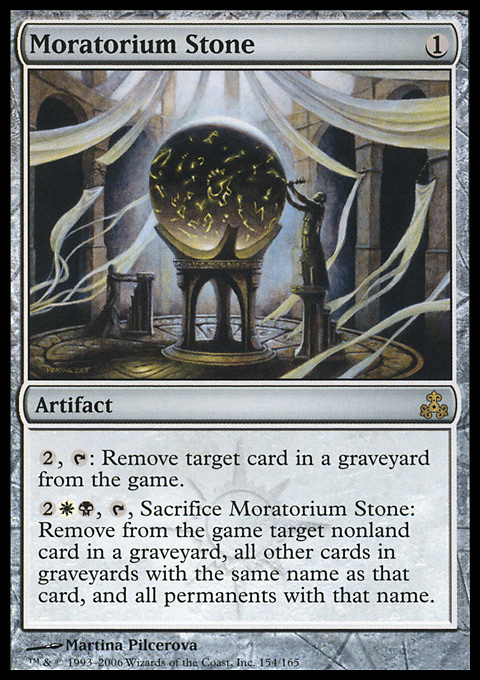 Moratorium Stone 1
Artifact
2, : Remove target card in a graveyard
from the game.
2 , , Sacrifice Moratorium Stone:
Remove from the game target nonland
card in a graveyard, all other cards in
graveyards with the same name as that
card, and all permanents with that name.
Martina Pilcerova
™ & © 1993–2006 Wizards of the Coast, Inc. 154/165